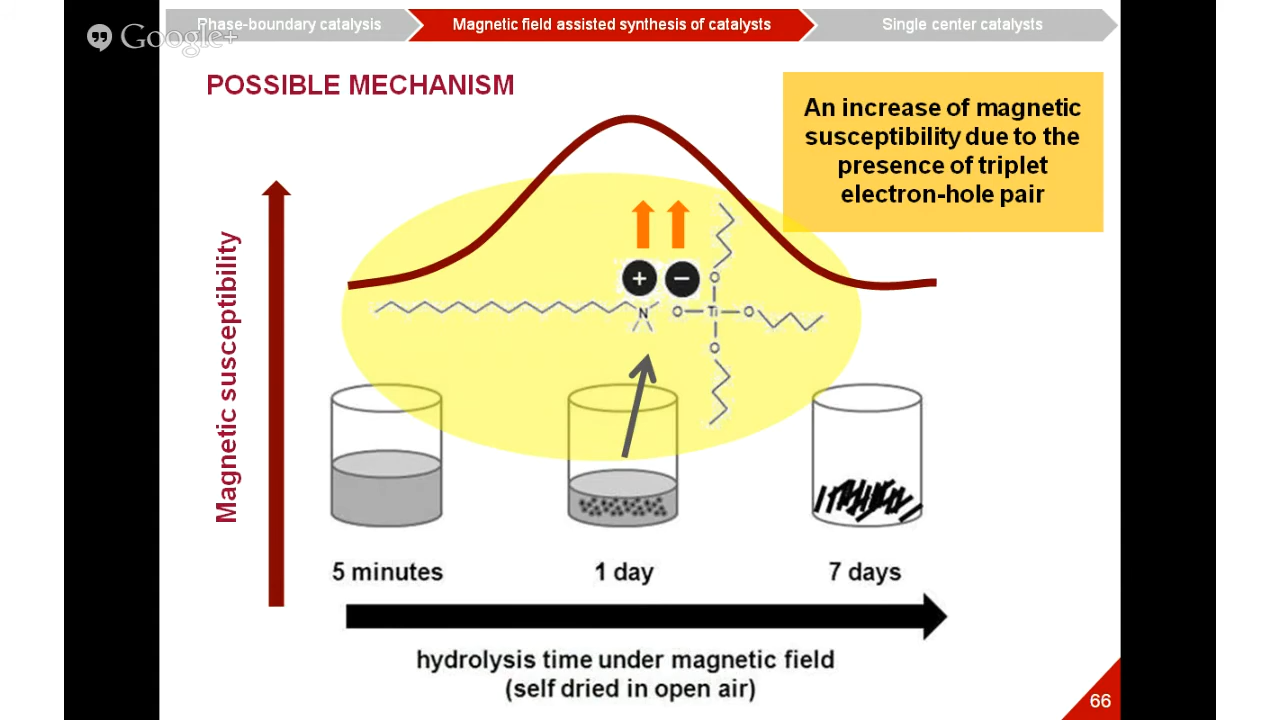 Phase-boundary catalysis
Magnetic field assisted synthesis of catalysts
Single center catalysts
Google+
POSSIBLE MECHANISM
An increase of magnetic
susceptibility due to the
presence of triplet
electron-hole pair
Magnetic susceptibility
+ −
N
O
O Ti O
O
5 minutes
1 day
7 days
hydrolysis time under magnetic field
(self dried in open air)
66